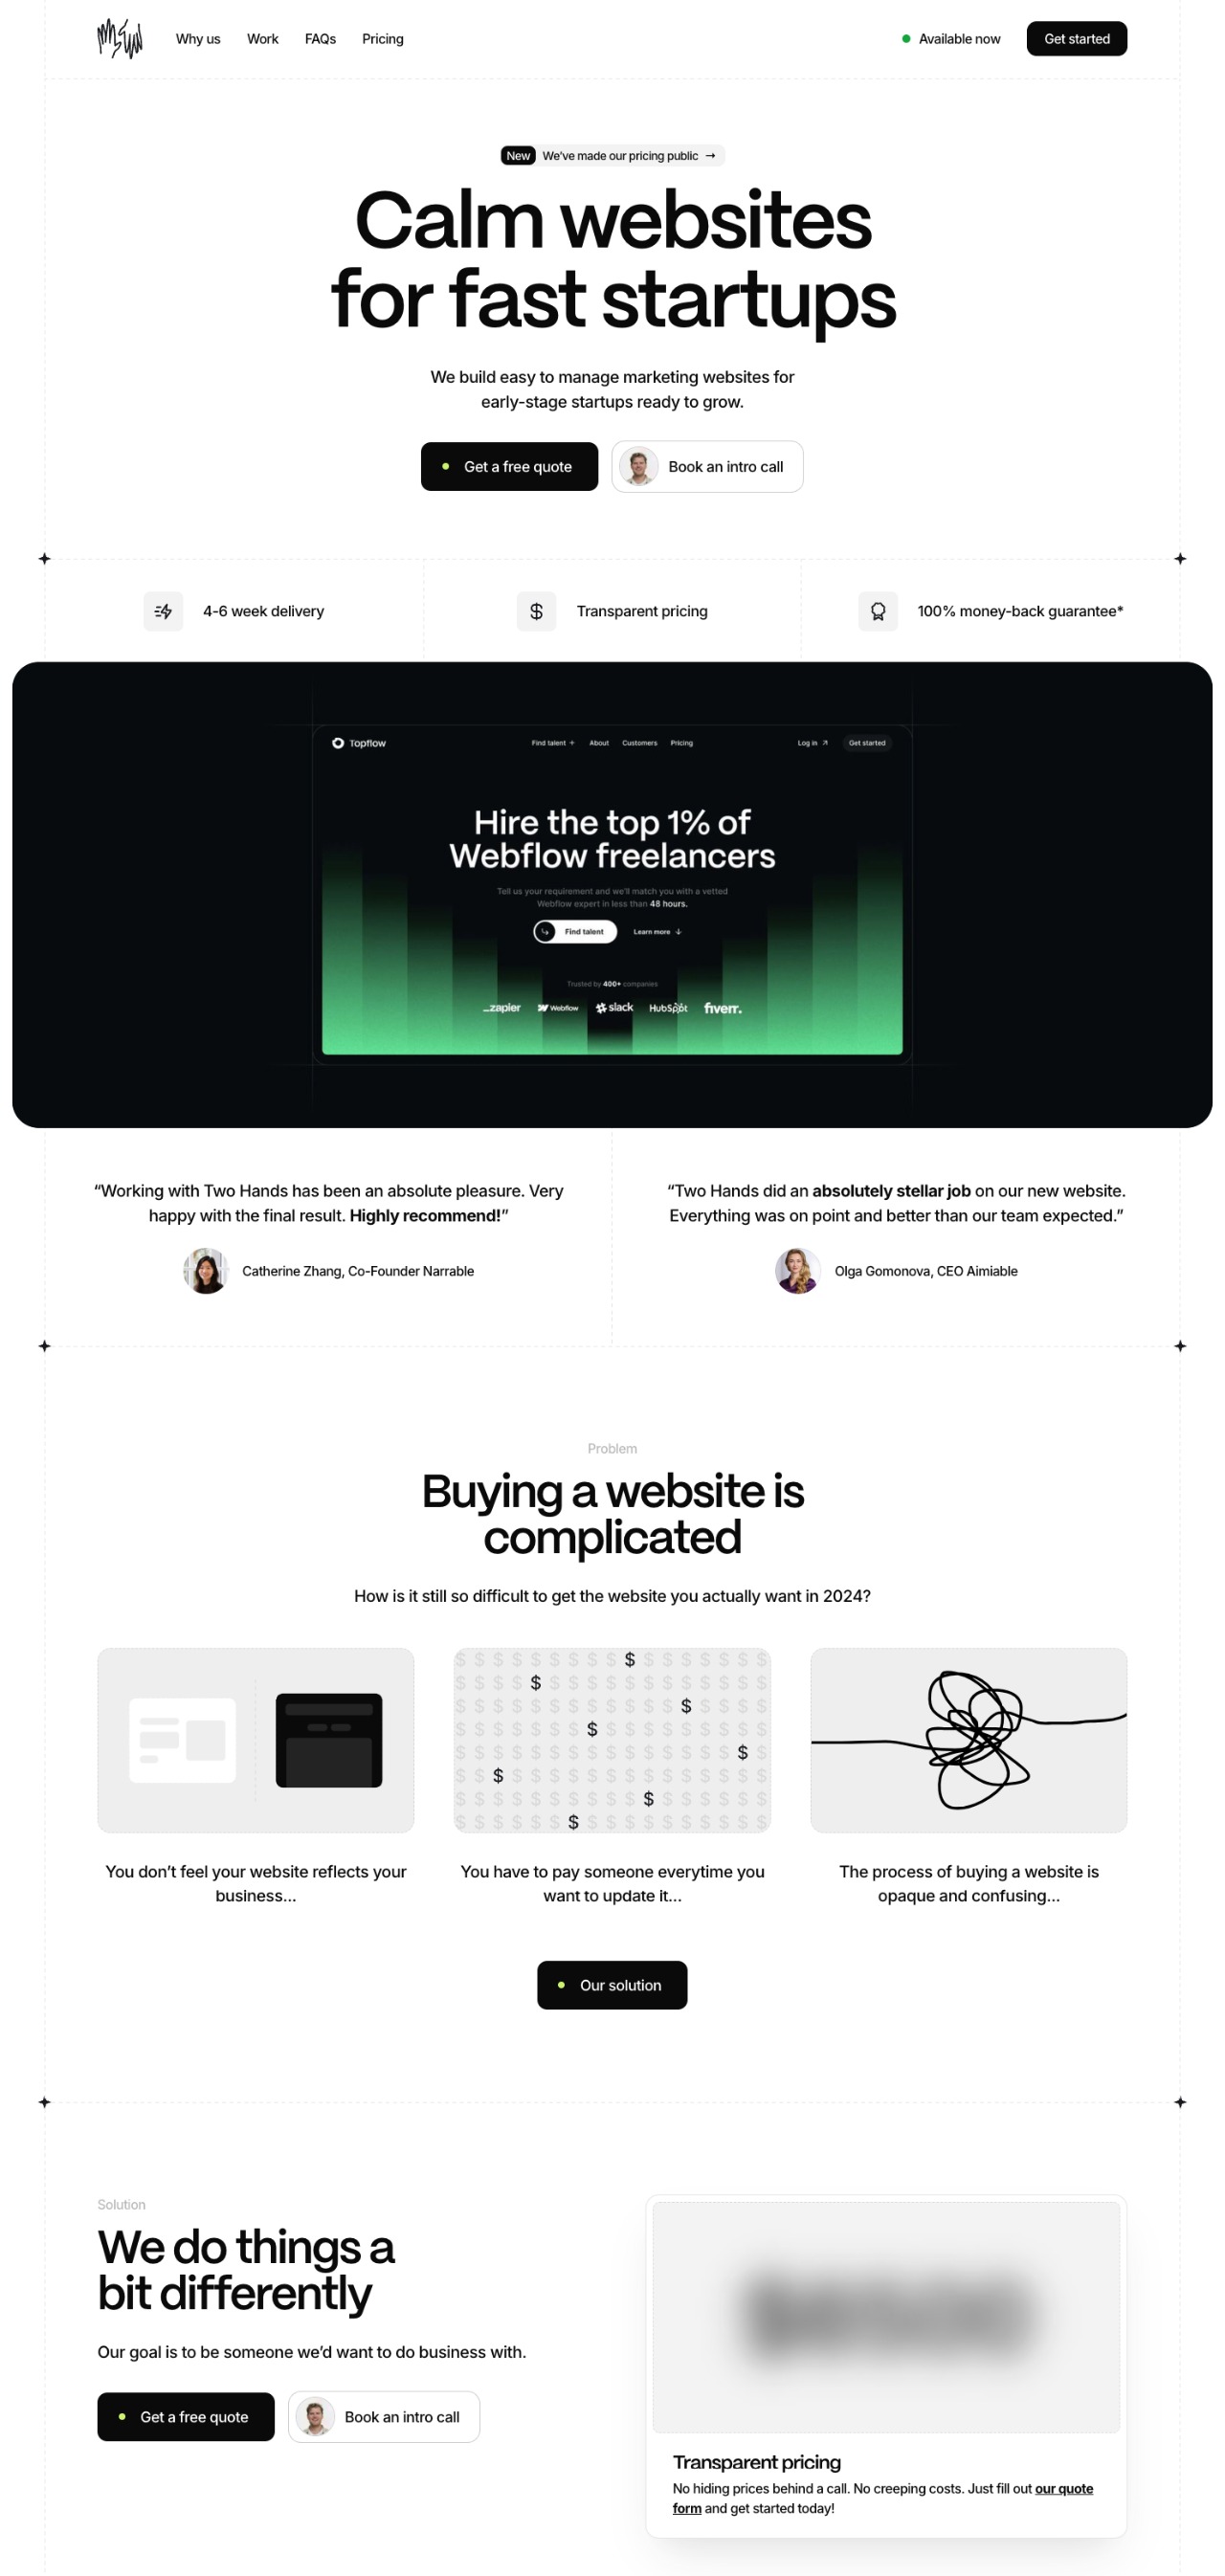 Why us Work FAQs Pricing Available now Get started
New We've made our pricing public →
Calm websites
for fast startups
We build easy to manage marketing websites for
early-stage startups ready to grow.
Get a free quote Book an intro call
4-6 week delivery
Transparent pricing
100% money-back guarantee*
Topflow Find talent + About Customers Pricing Log in ↗ Get started
Hire the top 1% of
Webflow freelancers
Tell us your requirement and we'll match you with a vetted
Webflow expert in less than 48 hours.
Find talent Learn more ↓
Trusted by 400+ companies
_zapier Webflow slack HubSpot fiverr.
“Working with Two Hands has been an absolute pleasure. Very
happy with the final result. Highly recommend!”
Catherine Zhang, Co-Founder Narrable
“Two Hands did an absolutely stellar job on our new website.
Everything was on point and better than our team expected.”
Olga Gomonova, CEO Aimiable
Problem
Buying a website is
complicated
How is it still so difficult to get the website you actually want in 2024?
$ $ $ $ $ $ $ $ $ $ $ $ $ $ $ $ $
$ $ $ $ $ $ $ $ $ $ $ $ $ $ $ $ $
$ $ $ $ $ $ $ $ $ $ $ $ $ $ $ $ $
$ $ $ $ $ $ $ $ $ $ $ $ $ $ $ $ $
$ $ $ $ $ $ $ $ $ $ $ $ $ $ $ $ $
$ $ $ $ $ $ $ $ $ $ $ $ $ $ $ $ $
$ $ $ $ $ $ $ $ $ $ $ $ $ $ $ $ $
$ $ $ $ $ $ $ $ $ $ $ $ $ $ $ $ $
You don’t feel your website reflects your
business...
You have to pay someone everytime you
want to update it...
The process of buying a website is
opaque and confusing...
Our solution
Solution
We do things a
bit differently
Our goal is to be someone we’d want to do business with.
Get a free quote Book an intro call
Transparent pricing
No hiding prices behind a call. No creeping costs. Just fill out our quote
form and get started today!